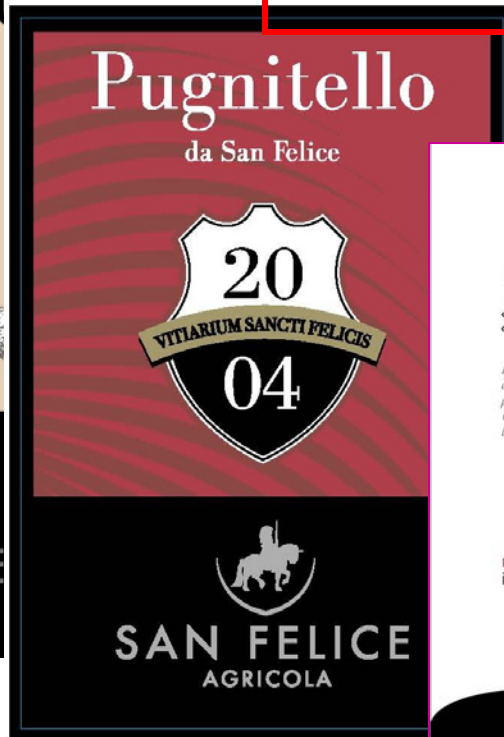 Pugnitello
da San Felice
20
VITIARIUM SANCTI FELICIS
04
SAN FELICE
AGRICOLA